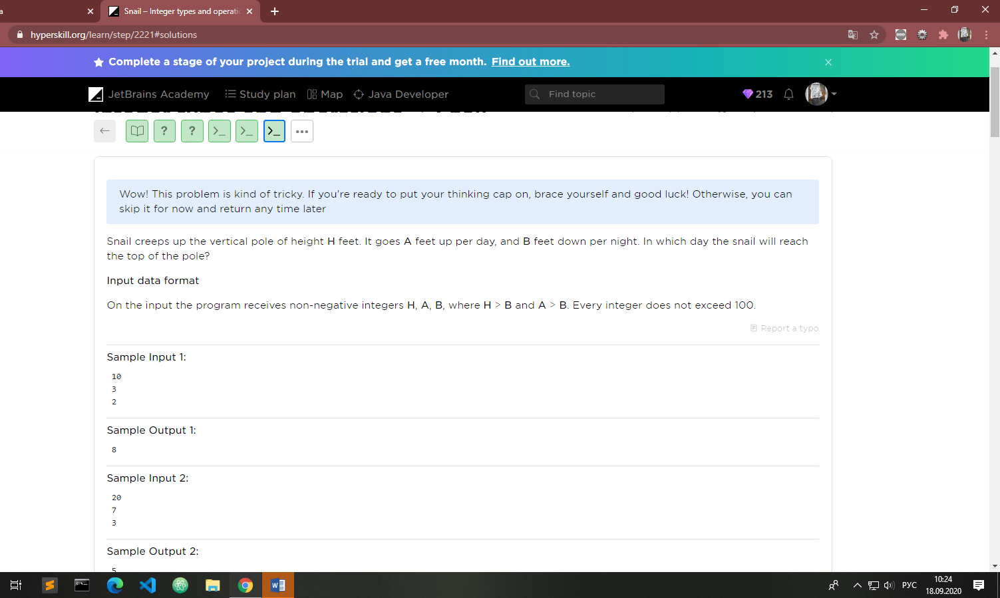 a
Snail – Integer types and operatic
hyperskill.org/learn/step/2221#solutions
Complete a stage of your project during the trial and get a free month. Find out more.
JetBrains Academy Study plan Map Java Developer Find topic 213
Wow! This problem is kind of tricky. If you're ready to put your thinking cap on, brace yourself and good luck! Otherwise, you can
skip it for now and return any time later
Snail creeps up the vertical pole of height H feet. It goes A feet up per day, and B feet down per night. In which day the snail will reach
the top of the pole?
Input data format
On the input the program receives non-negative integers H, A, B, where H > B and A > B. Every integer does not exceed 100.
Report a typo
Sample Input 1:
10
3
2
Sample Output 1:
8
Sample Input 2:
20
7
3
Sample Output 2:
5
10:24
РУС
18.09.2020